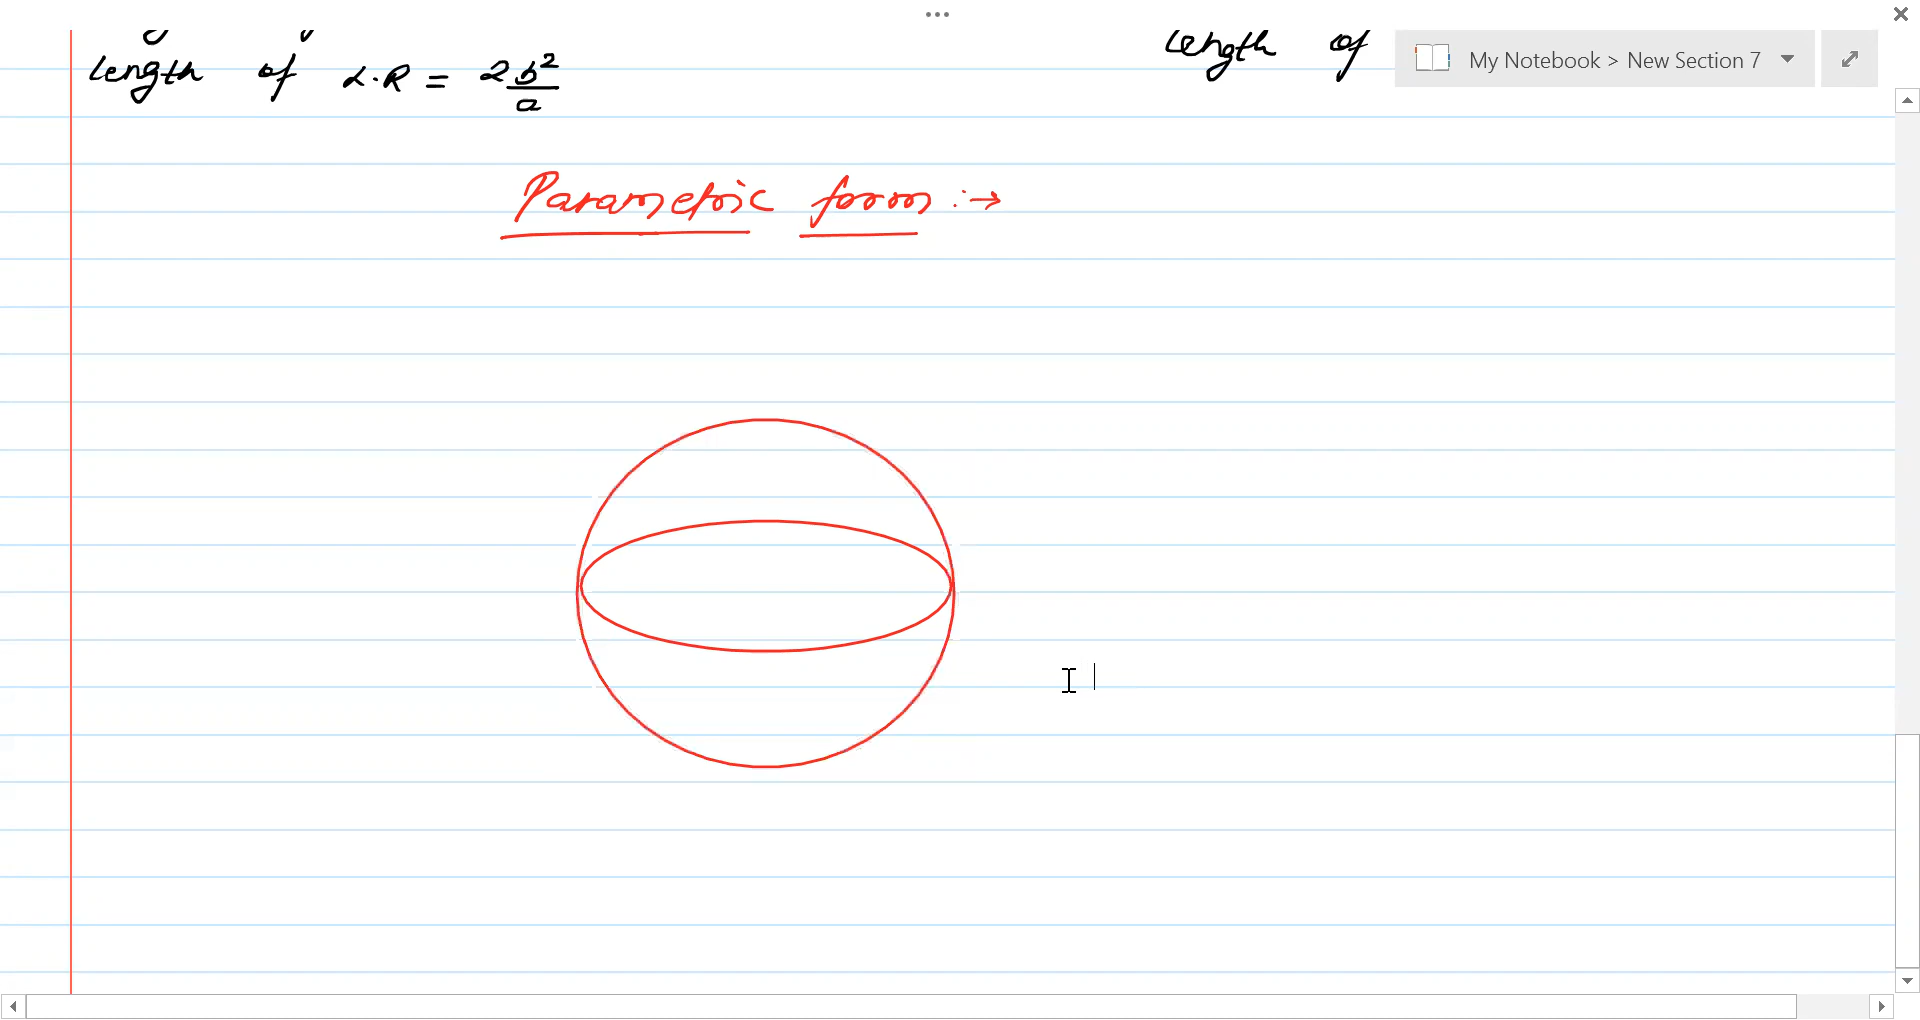 length of
My Notebook > New Section 7
length of L.R = 2b²/a
Parametric form :→